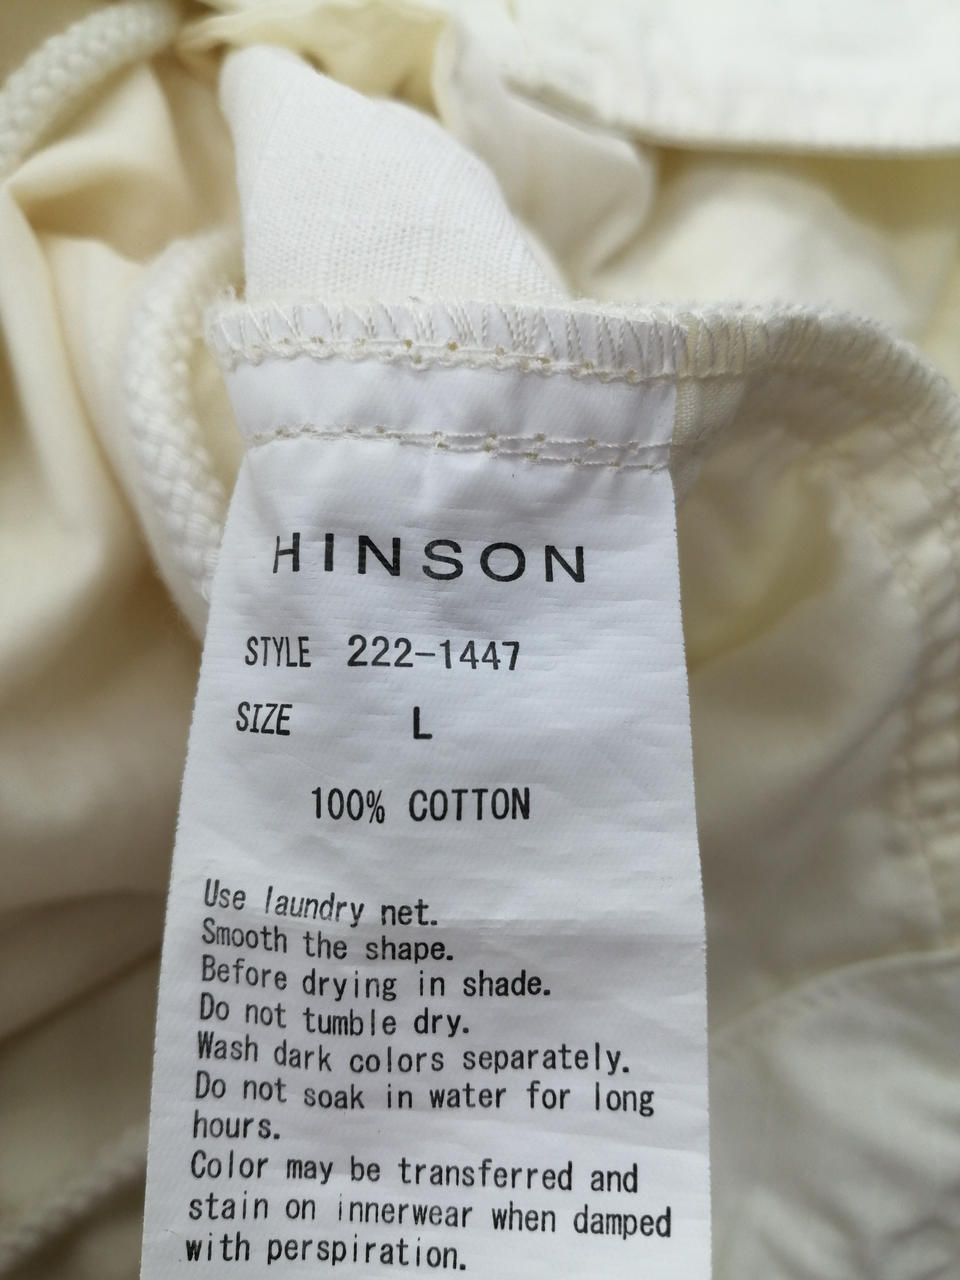 HINSON
STYLE 222-1447
SIZE L
100% COTTON
Use laundry net.
Smooth the shape.
Before drying in shade.
Do not tumble dry.
Wash dark colors separately.
Do not soak in water for long
hours.
Color may be transferred and
stain on innerwear when damped
with perspiration.